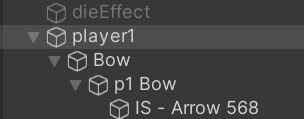 dieEffect
player1
Bow
p1 Bow
IS - Arrow 568